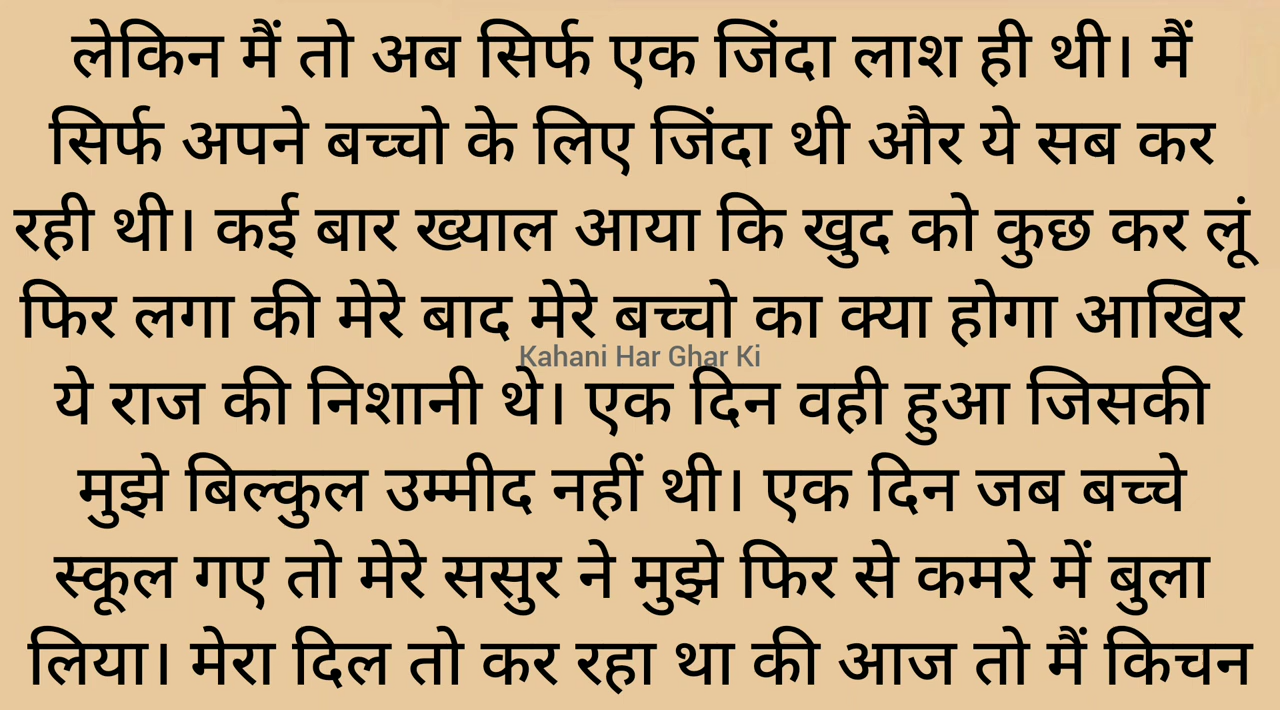 लेकिन मैं तो अब सिर्फ एक जिंदा लाश ही थी। मैं
सिर्फ अपने बच्चो के लिए जिंदा थी और ये सब कर
रही थी। कई बार ख्याल आया कि खुद को कुछ कर लूं
फिर लगा की मेरे बाद मेरे बच्चो का क्या होगा आखिर
Kahani Har Ghar Ki
ये राज की निशानी थे। एक दिन वही हुआ जिसकी
मुझे बिल्कुल उम्मीद नहीं थी। एक दिन जब बच्चे
स्कूल गए तो मेरे ससुर ने मुझे फिर से कमरे में बुला
लिया। मेरा दिल तो कर रहा था की आज तो मैं किचन